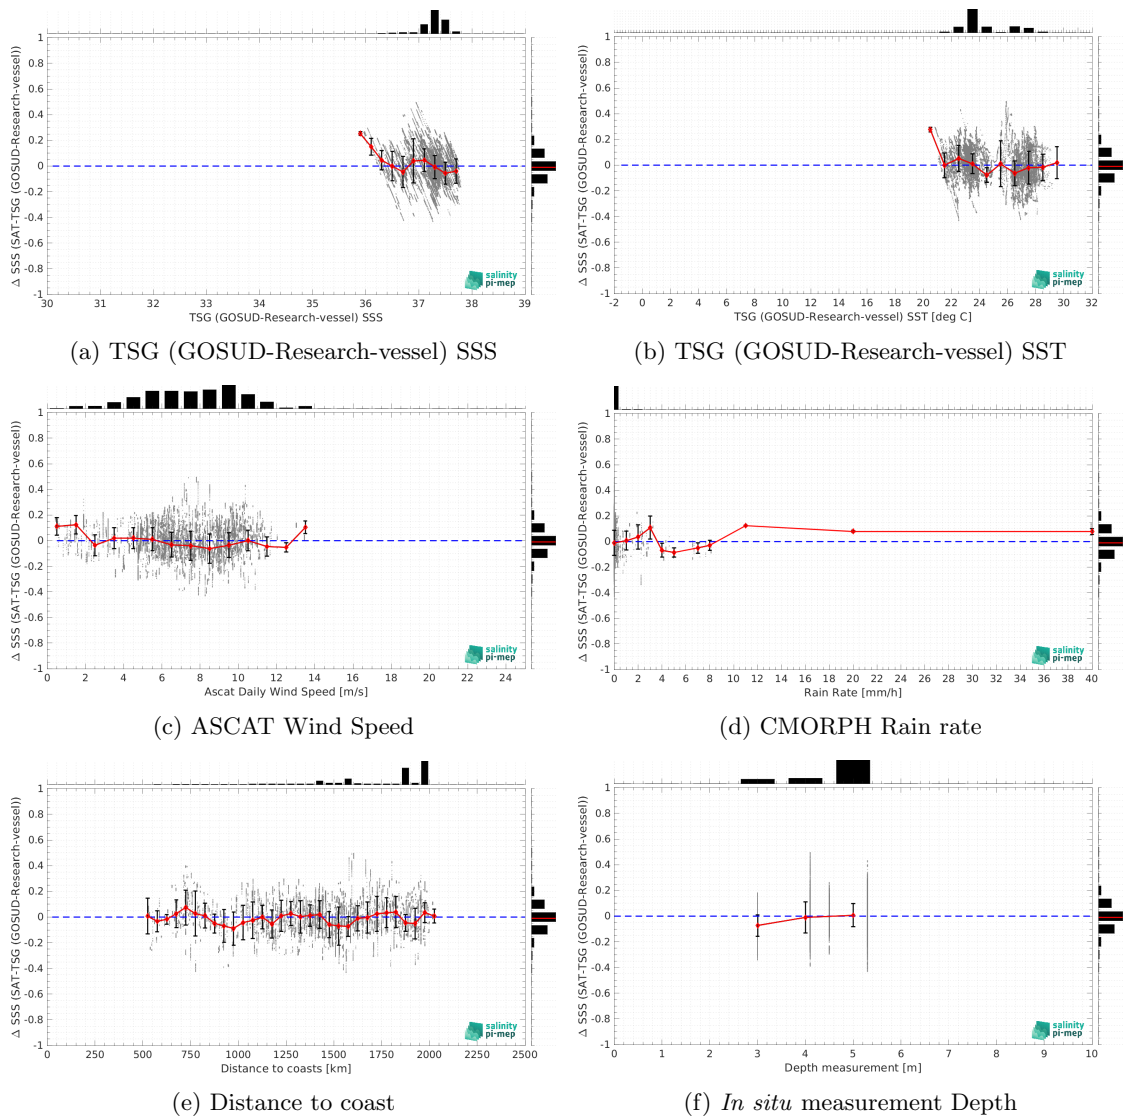 1
0.8
0.6
0.4
0.2
0
-0.2
-0.4
-0.6
-0.8
-1
Δ SSS (SAT-TSG (GOSUD-Research-vessel))
salinity
pi-mep
30 31 32 33 34 35 36 37 38 39
TSG (GOSUD-Research-vessel) SSS
(a) TSG (GOSUD-Research-vessel) SSS
1
0.8
0.6
0.4
0.2
0
-0.2
-0.4
-0.6
-0.8
-1
Δ SSS (SAT-TSG (GOSUD-Research-vessel))
salinity
pi-mep
-2 0 2 4 6 8 10 12 14 16 18 20 22 24 26 28 30 32
TSG (GOSUD-Research-vessel) SST [deg C]
(b) TSG (GOSUD-Research-vessel) SST
1
0.8
0.6
0.4
0.2
0
-0.2
-0.4
-0.6
-0.8
-1
Δ SSS (SAT-TSG (GOSUD-Research-vessel))
salinity
pi-mep
0 2 4 6 8 10 12 14 16 18 20 22 24
Ascat Daily Wind Speed [m/s]
(c) ASCAT Wind Speed
1
0.8
0.6
0.4
0.2
0
-0.2
-0.4
-0.6
-0.8
-1
Δ SSS (SAT-TSG (GOSUD-Research-vessel))
salinity
pi-mep
0 2 4 6 8 10 12 14 16 18 20 22 24 26 28 30 32 34 36 38 40
Rain Rate [mm/h]
(d) CMORPH Rain rate
1
0.8
0.6
0.4
0.2
0
-0.2
-0.4
-0.6
-0.8
-1
Δ SSS (SAT-TSG (GOSUD-Research-vessel))
salinity
pi-mep
0 250 500 750 1000 1250 1500 1750 2000 2250 2500
Distance to coasts [km]
(e) Distance to coast
1
0.8
0.6
0.4
0.2
0
-0.2
-0.4
-0.6
-0.8
-1
Δ SSS (SAT-TSG (GOSUD-Research-vessel))
salinity
pi-mep
0 1 2 3 4 5 6 7 8 9 10
Depth measurement [m]
(f) In situ measurement Depth